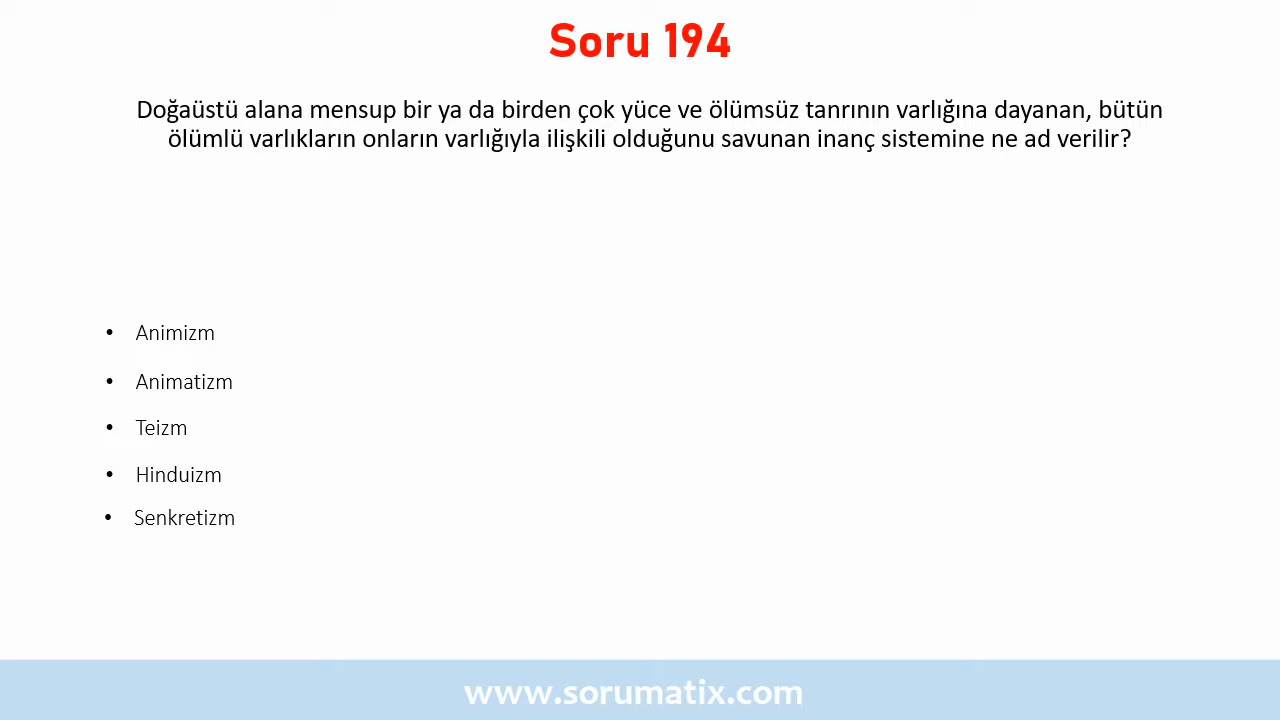 Soru 194
Doğaüstü alana mensup bir ya da birden çok yüce ve ölümsüz tanrının varlığına dayanan, bütün
ölümlü varlıkların onların varlığıyla ilişkili olduğunu savunan inanç sistemine ne ad verilir?
• Animizm
• Animatizm
• Teizm
• Hinduizm
• Senkretizm
www.sorumatix.com